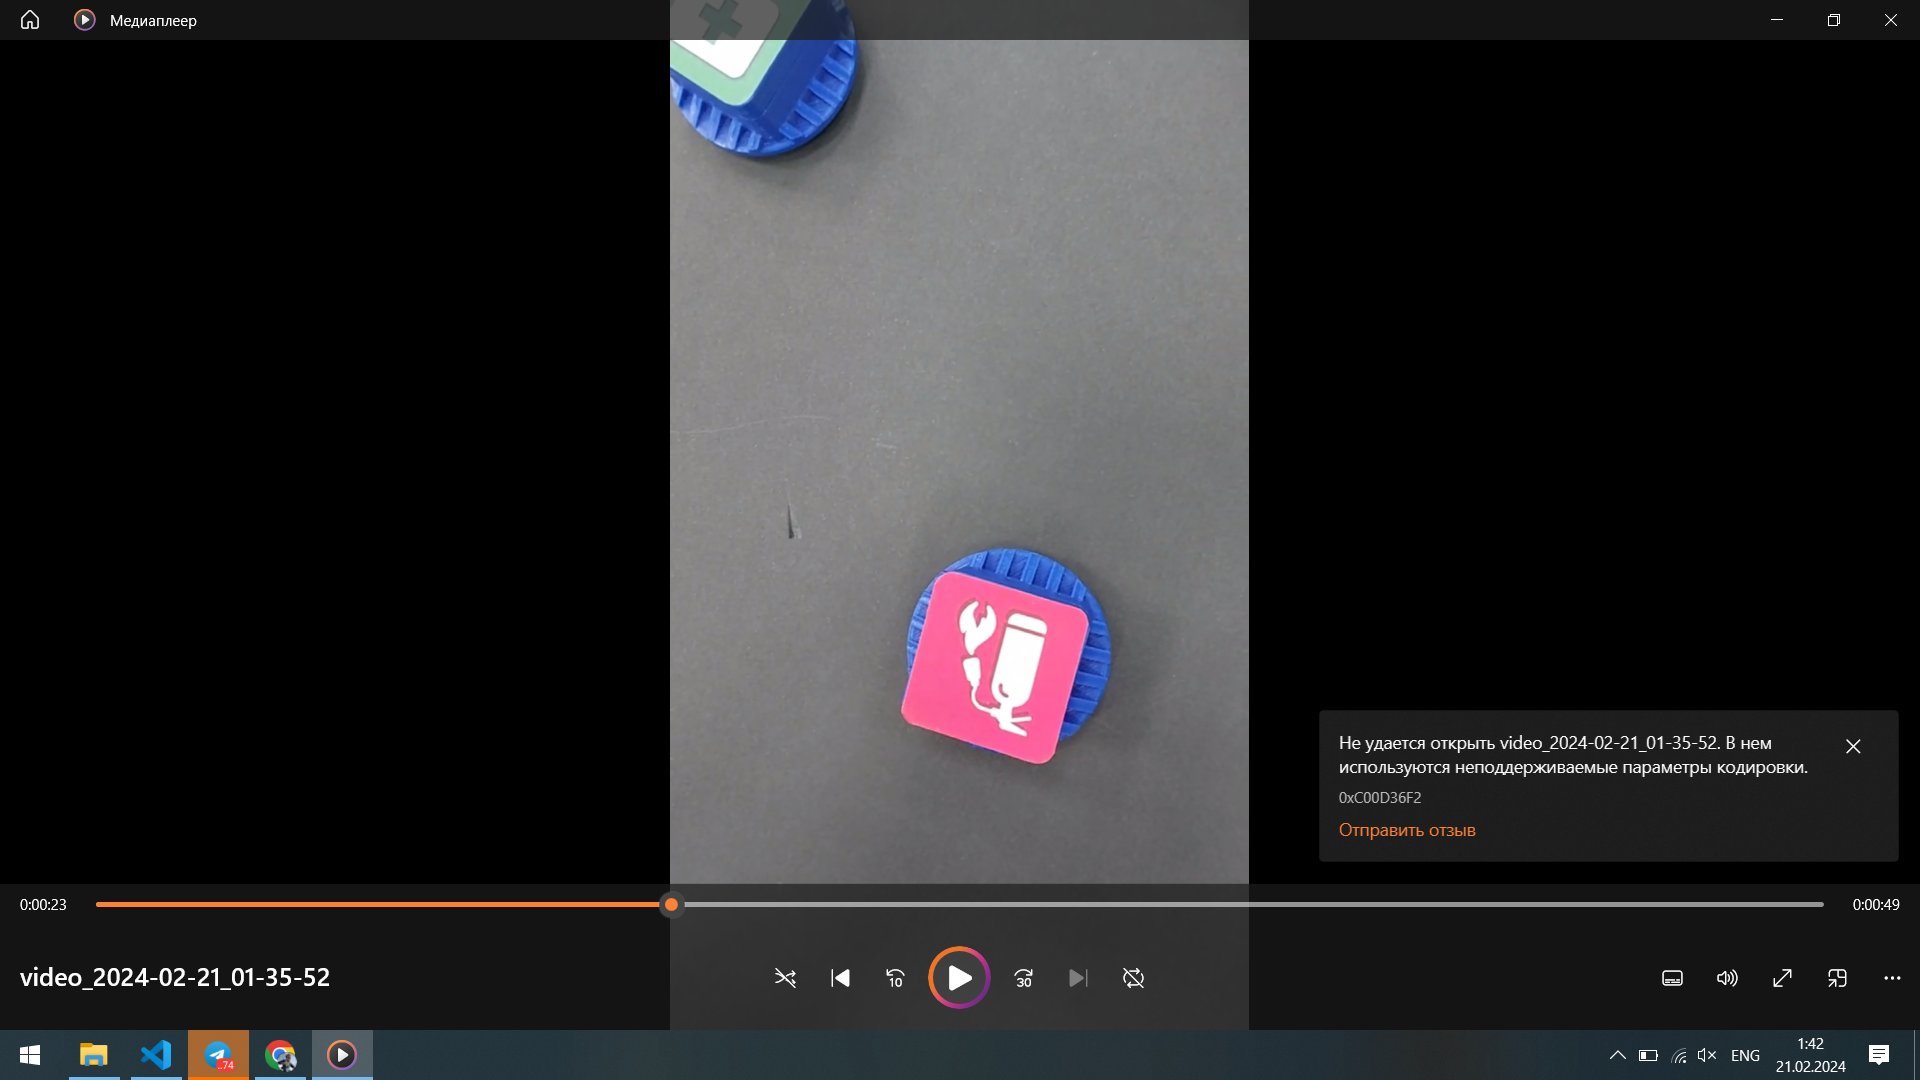 Медиаплеер
Не удается открыть video_2024-02-21_01-35-52. В нем
используются неподдерживаемые параметры кодировки.
0xC00D36F2
Отправить отзыв
0:00:23
0:00:49
video_2024-02-21_01-35-52
10
30
..74
ENG
1:42
21.02.2024